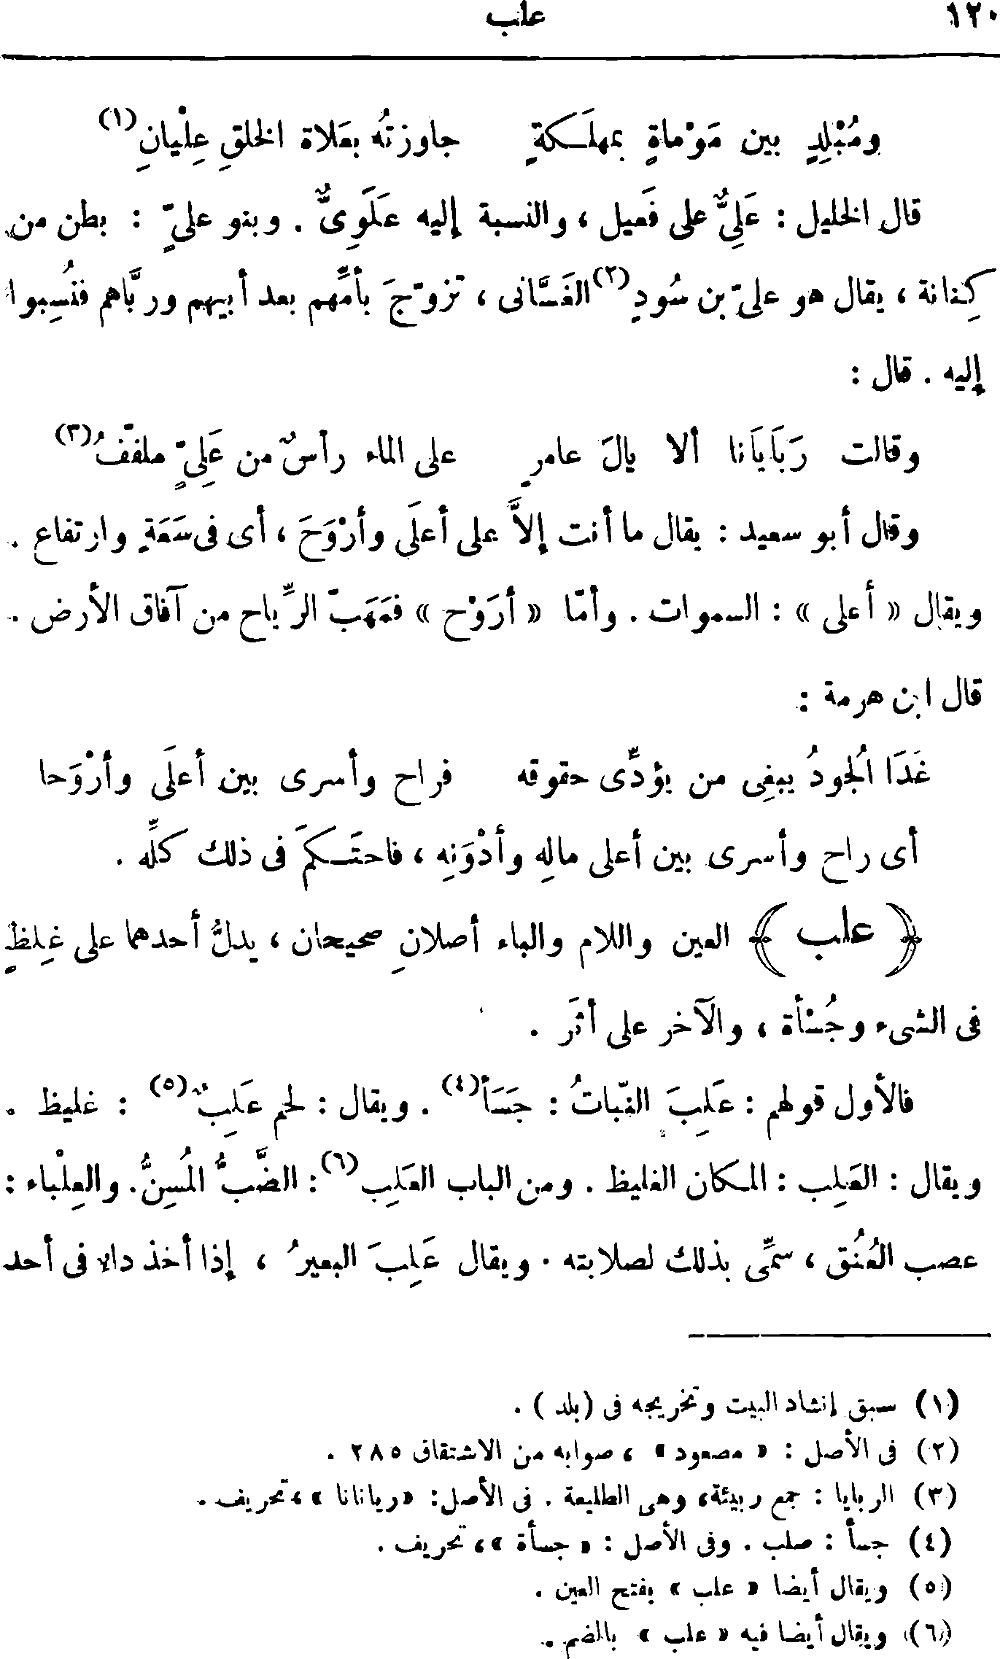 ١٢٠ علب
ومُبْلِدٍ بين مَوْماةٍ بمهلَـكةٍ جاوزتُه بعَلاة الخلقِ عِلْيانِ(١)
قال الخليل : عَلِىٌّ على فَعيل ، والنسبة إليه عَلَوِىٌّ . وبنو علىٍّ : بطن من
كِنانة ، يقال هو علىّ بن سُودٍ(٢) الغَسَّانى ، تزوّجَ بأمِّهم بعد أبيهم وربَّاهم فنُسِبوا
إليه . قال :
وقالت رَبَايَانا ألا يالَ عامرٍ على الماء رأسٌ من عَلِىٍّ ملفّفُ(٣)
وقال أبو سعيد : يقال ما أنت إلاَّ على أعلَى وأرْوَحَ ، أى فى سَعَةٍ وارتفاع .
ويقال « أعلى » : السموات . وأمّا « أرَوْح » فمَهَبّ الرِّياح من آفاق الأرض .
قال ابن هرمة :
غَدَا الُجودُ يبغِى من يؤدِّى حقوقه فراح وأسرى بين أعلَى وأرْوَحا
أى راح وأسرى بين أعلى مالِه وأدْوَنِه ، فاحتَـكمَ فى ذلك كلِّه .
﴿ علب ﴾ العين واللام والباء أصلانِ صحيحان ، يدلُّ أحدهما على غِلظٍ
فى الشىء وجُسْأة ، والآخر على أثَر .
فالأول قولهم : عَلِبَ النّباتُ : جَسَأ(٤) . ويقال : لحم عَلِبٌ(٥) : غليظ .
ويقال : العَلِب : المكان الغليظ . ومن الباب العَلِب(٦) : الضَّبُّ المُسِنُّ. والعِلْباء :
عصب العُنُق ، سمِّى بذلك لصلابته . ويقال عَلِبَ البعيرُ ، إذا أخذ داء فى أحد
(١) سبق إنشاد البيت وتخريجه فى (بلد ) .
(٢) فى الأصل : « مصعود » ، صوابه من الاشتقاق ٢٨٥ .
(٣) الربايا : جمع ربيئة، وهى الطليعة . فى الأصل: «ريانانا »، تحريف .
(٤) جسأ : صلب . وفى الأصل : « جسأة »، تحريف .
(٥) ويقال أيضا « علب » بفتح العين .
(٦) ويقال أيضا فيه « علب » بالضم .